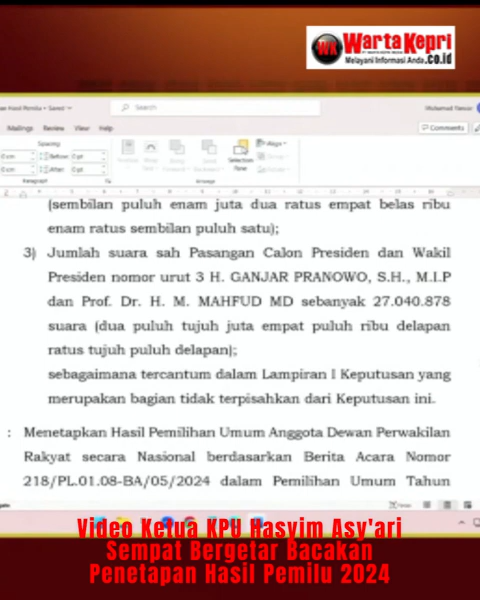 WartaKepri
.co.id
Melayani Informasi Anda
Search
Mailings Review View Help
Comments
Spacing
Before: 0 pt
After: 0 pt
Paragraph
Arrange
Selection
Align
(sembilan puluh enam juta dua ratus empat belas ribu
enam ratus sembilan puluh satu);
3) Jumlah suara sah Pasangan Calon Presiden dan Wakil
Presiden nomor urut 3 H. GANJAR PRANOWO, S.H., M.I.P
dan Prof. Dr. H. M. MAHFUD MD sebanyak 27.040.878
suara (dua puluh tujuh juta empat puluh ribu delapan
ratus tujuh puluh delapan);
sebagaimana tercantum dalam Lampiran I Keputusan yang
merupakan bagian tidak terpisahkan dari Keputusan ini.
: Menetapkan Hasil Pemilihan Umum Anggota Dewan Perwakilan
Rakyat secara Nasional berdasarkan Berita Acara Nomor
218/PL.01.08-BA/05/2024 dalam Pemilihan Umum Tahun
Video Ketua KPU Hasyim Asy'ari
Sempat Bergetar Bacakan
Penetapan Hasil Pemilu 2024